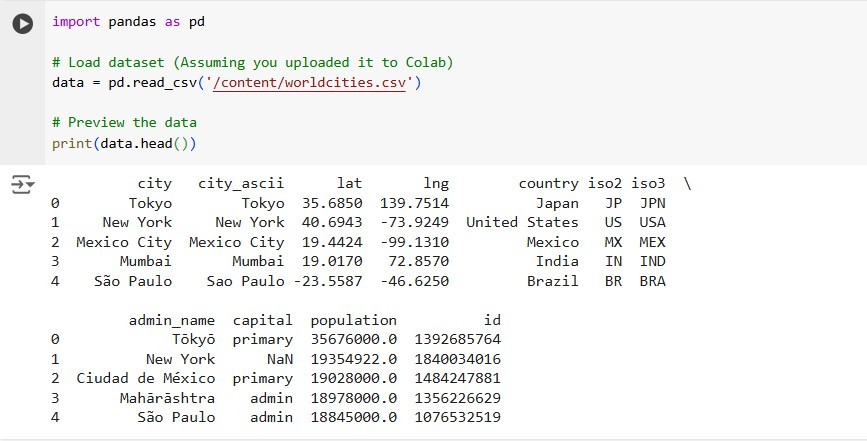 import pandas as pd
# Load dataset (Assuming you uploaded it to Colab)
data = pd.read_csv('/content/worldcities.csv')
# Preview the data
print(data.head())
city city_ascii lat lng country iso2 iso3 \
0 Tokyo Tokyo 35.6850 139.7514 Japan JP JPN
1 New York New York 40.6943 -73.9249 United States US USA
2 Mexico City Mexico City 19.4424 -99.1310 Mexico MX MEX
3 Mumbai Mumbai 19.0170 72.8570 India IN IND
4 São Paulo Sao Paulo -23.5587 -46.6250 Brazil BR BRA
admin_name capital population id
0 Tōkyō primary 35676000.0 1392685764
1 New York NaN 19354922.0 1840034016
2 Ciudad de México primary 19028000.0 1484247881
3 Mahārāshtra admin 18978000.0 1356226629
4 São Paulo admin 18845000.0 1076532519